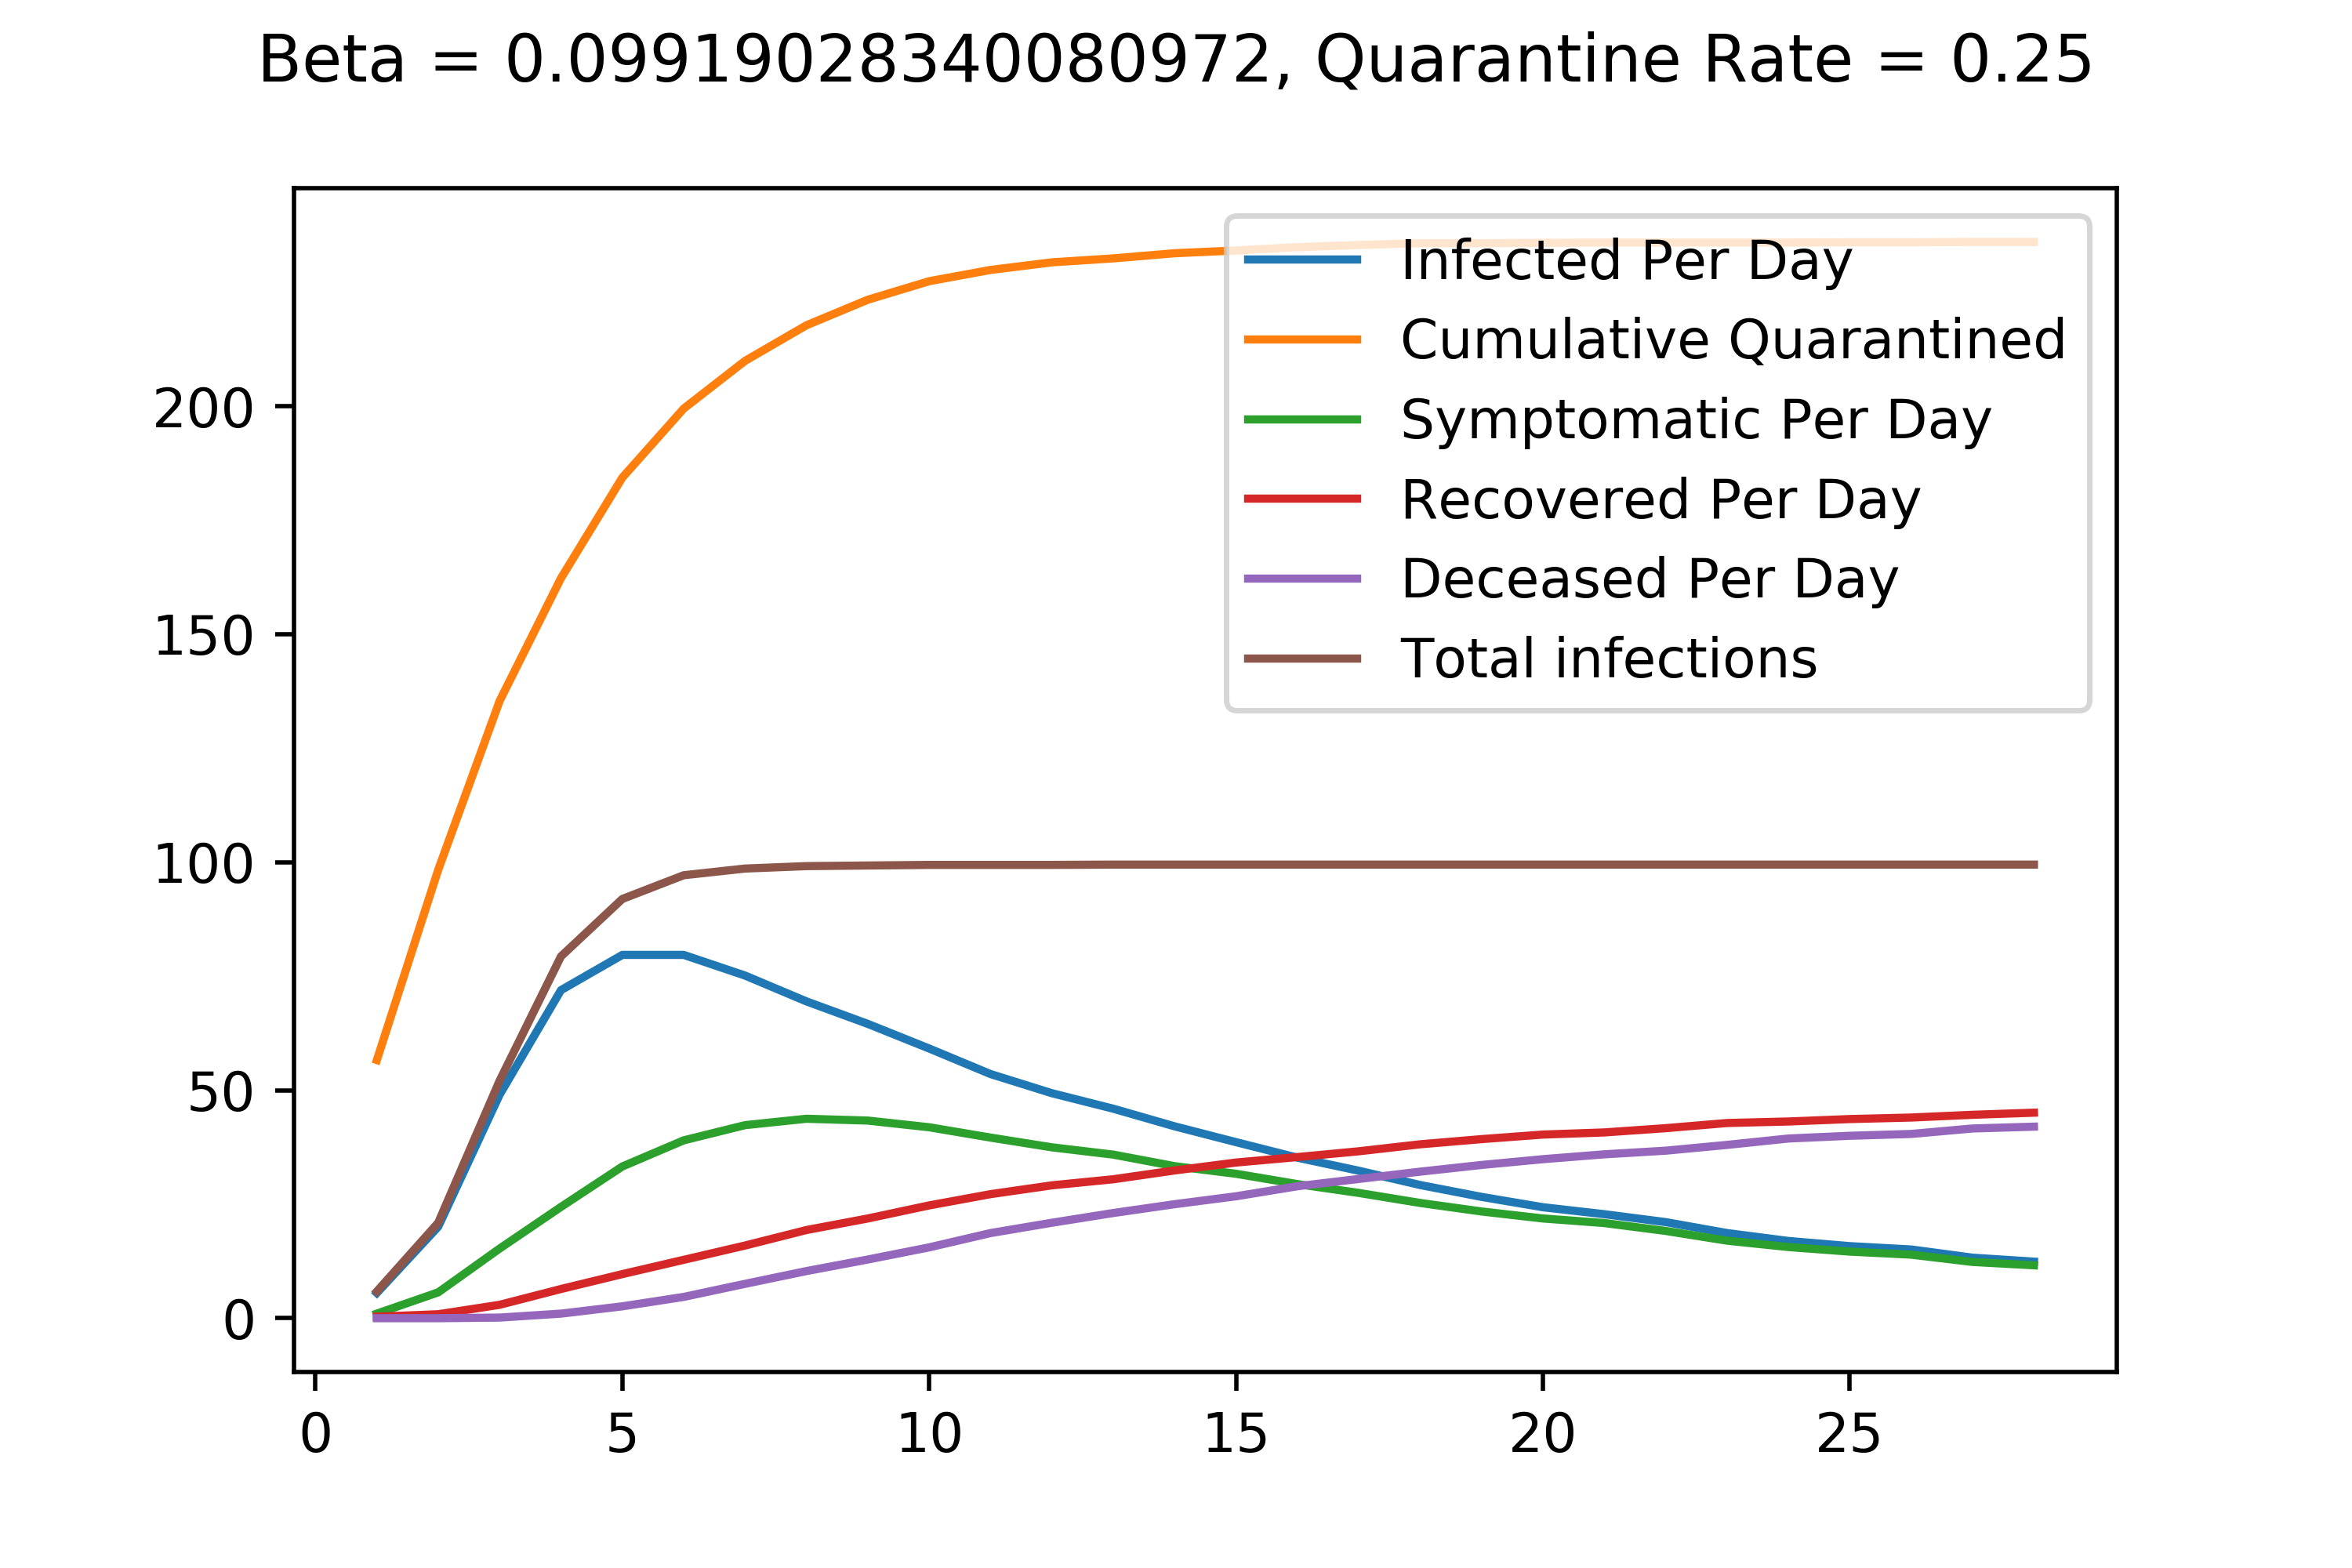 Beta = 0.09919028340080972, Quarantine Rate = 0.25
Infected Per Day
Cumulative Quarantined
Symptomatic Per Day
Recovered Per Day
Deceased Per Day
Total infections
200
150
100
50
0
0 5 10 15 20 25